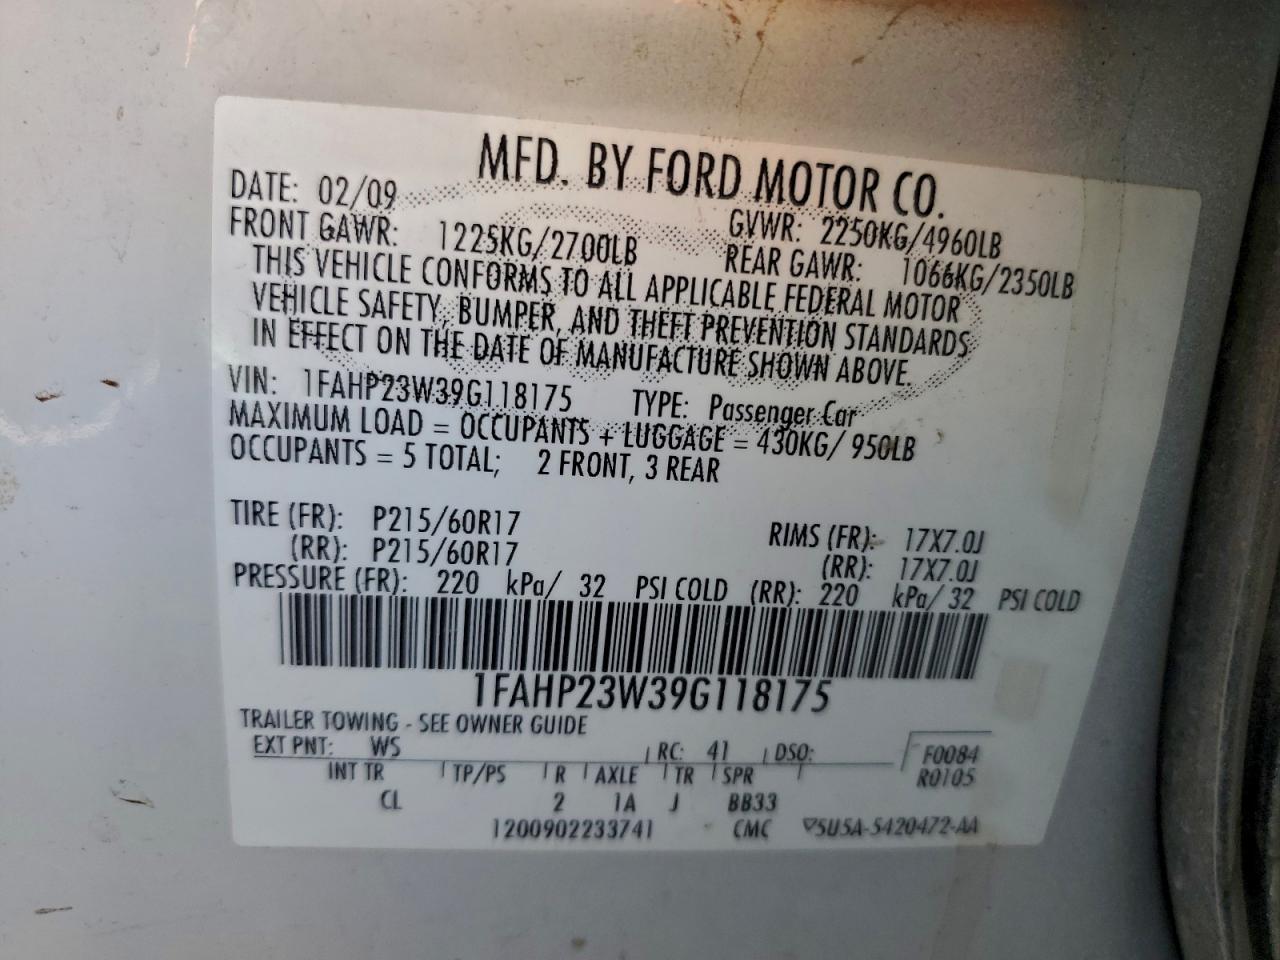 MFD. BY FORD MOTOR CO.
DATE: 02/09 GVWR: 2250KG/4960LB
FRONT GAWR: 1225KG/2700LB REAR GAWR: 1066KG/2350LB
THIS VEHICLE CONFORMS TO ALL APPLICABLE FEDERAL MOTOR
VEHICLE SAFETY, BUMPER, AND THEFT PREVENTION STANDARDS
IN EFFECT ON THE DATE OF MANUFACTURE SHOWN ABOVE.
VIN: 1FAHP23W39G118175 TYPE: Passenger Car
MAXIMUM LOAD = OCCUPANTS + LUGGAGE = 430KG/ 950LB
OCCUPANTS = 5 TOTAL; 2 FRONT, 3 REAR
TIRE (FR): P215/60R17 RIMS (FR): 17X7.0J
(RR): P215/60R17 (RR): 17X7.0J
PRESSURE (FR): 220 kPa/ 32 PSI COLD (RR): 220 kPa/ 32 PSI COLD
1FAHP23W39G118175
TRAILER TOWING - SEE OWNER GUIDE
EXT PNT: WS RC: 41 DSO: F0084
INT TR TP/PS R AXLE TR SPR R0105
CL 2 1A J BB33
1200902233741 CMC ▽5U5A-5420472-AA